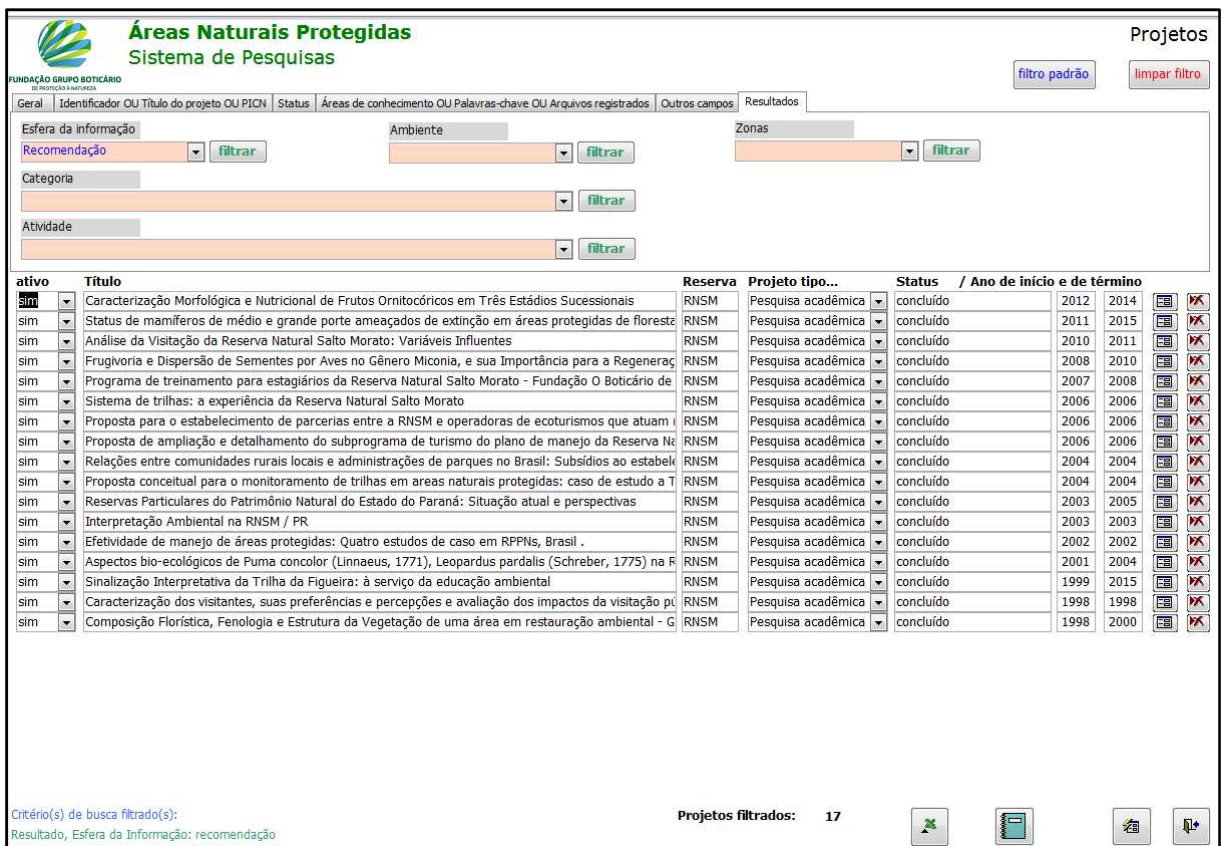 Áreas Naturais Protegidas
Projetos
Sistema de Pesquisas
FUNDAÇÃO GRUPO BOTICÁRIO
DE PROTEÇÃO À NATUREZA
filtro padrão limpar filtro
Geral Identificador OU Título do projeto OU PICN Status Áreas de conhecimento OU Palavras-chave OU Arquivos registrados Outros campos Resultados
Esfera da informação Ambiente Zonas
Recomendação filtrar filtrar filtrar
Categoria
filtrar
Atividade
filtrar
ativo Título Reserva Projeto tipo... Status / Ano de início e de término
sim Caracterização Morfológica e Nutricional de Frutos Ornitocóricos em Três Estádios Sucessionais RNSM Pesquisa acadêmica concluído 2012 2014
sim Status de mamíferos de médio e grande porte ameaçados de extinção em áreas protegidas de floresta RNSM Pesquisa acadêmica concluído 2011 2015
sim Análise da Visitação da Reserva Natural Salto Morato: Variáveis Influentes RNSM Pesquisa acadêmica concluído 2010 2011
sim Frugivoria e Dispersão de Sementes por Aves no Gênero Miconia, e sua Importância para a Regeneraç RNSM Pesquisa acadêmica concluído 2008 2010
sim Programa de treinamento para estagiários da Reserva Natural Salto Morato - Fundação O Boticário de RNSM Pesquisa acadêmica concluído 2007 2008
sim Sistema de trilhas: a experiência da Reserva Natural Salto Morato RNSM Pesquisa acadêmica concluído 2006 2006
sim Proposta para o estabelecimento de parcerias entre a RNSM e operadoras de ecoturismos que atuam RNSM Pesquisa acadêmica concluído 2006 2006
sim Proposta de ampliação e detalhamento do subprograma de turismo do plano de manejo da Reserva Na RNSM Pesquisa acadêmica concluído 2006 2006
sim Relações entre comunidades rurais locais e administrações de parques no Brasil: Subsídios ao estabele RNSM Pesquisa acadêmica concluído 2004 2004
sim Proposta conceitual para o monitoramento de trilhas em areas naturais protegidas: caso de estudo a T RNSM Pesquisa acadêmica concluído 2004 2004
sim Reservas Particulares do Patrimônio Natural do Estado do Paraná: Situação atual e perspectivas RNSM Pesquisa acadêmica concluído 2003 2005
sim Interpretação Ambiental na RNSM / PR RNSM Pesquisa acadêmica concluído 2003 2003
sim Efetividade de manejo de áreas protegidas: Quatro estudos de caso em RPPNs, Brasil . RNSM Pesquisa acadêmica concluído 2002 2002
sim Aspectos bio-ecológicos de Puma concolor (Linnaeus, 1771), Leopardus pardalis (Schreber, 1775) na R RNSM Pesquisa acadêmica concluído 2001 2004
sim Sinalização Interpretativa da Trilha da Figueira: à serviço da educação ambiental RNSM Pesquisa acadêmica concluído 1999 2015
sim Caracterização dos visitantes, suas preferências e percepções e avaliação dos impactos da visitação pú RNSM Pesquisa acadêmica concluído 1998 1998
sim Composição Florística, Fenologia e Estrutura da Vegetação de uma área em restauração ambiental - G RNSM Pesquisa acadêmica concluído 1998 2000
Critério(s) de busca filtrado(s): Projetos filtrados: 17
Resultado, Esfera da Informação: recomendação